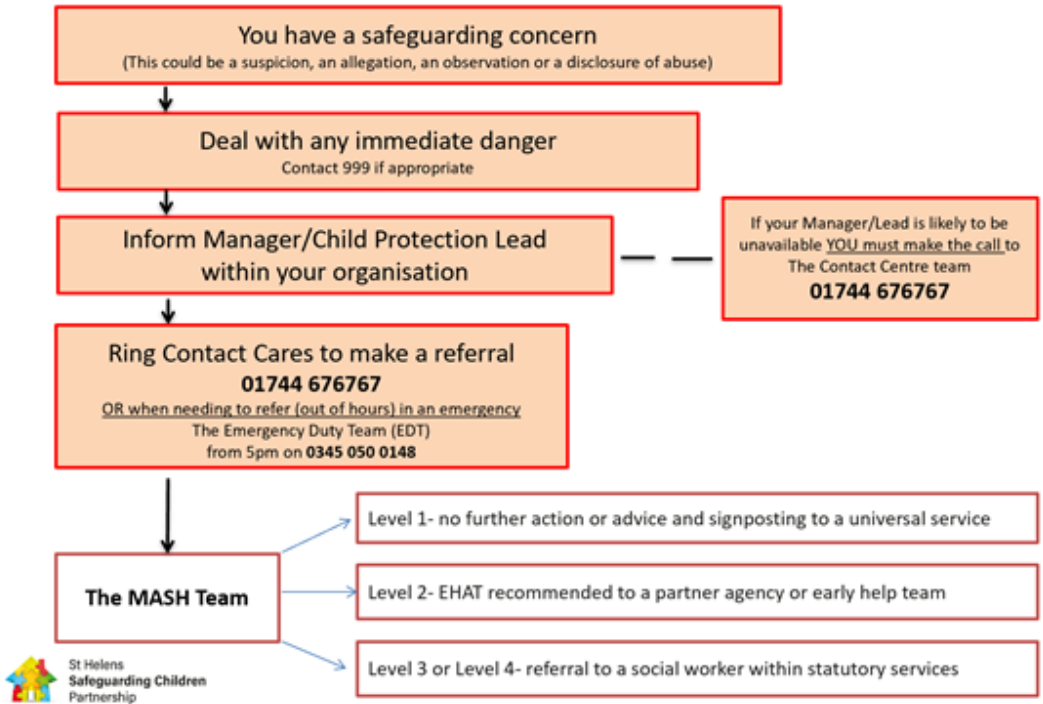 You have a safeguarding concern
(This could be a suspicion, an allegation, an observation or a disclosure of abuse)
Deal with any immediate danger
Contact 999 if appropriate
Inform Manager/Child Protection Lead
within your organisation
If your Manager/Lead is likely to be
unavailable YOU must make the call to
The Contact Centre team
01744 676767
Ring Contact Cares to make a referral
01744 676767
OR when needing to refer (out of hours) in an emergency
The Emergency Duty Team (EDT)
from 5pm on 0345 050 0148
The MASH Team
Level 1- no further action or advice and signposting to a universal service
Level 2- EHAT recommended to a partner agency or early help team
Level 3 or Level 4- referral to a social worker within statutory services
St Helens
Safeguarding Children
Partnership